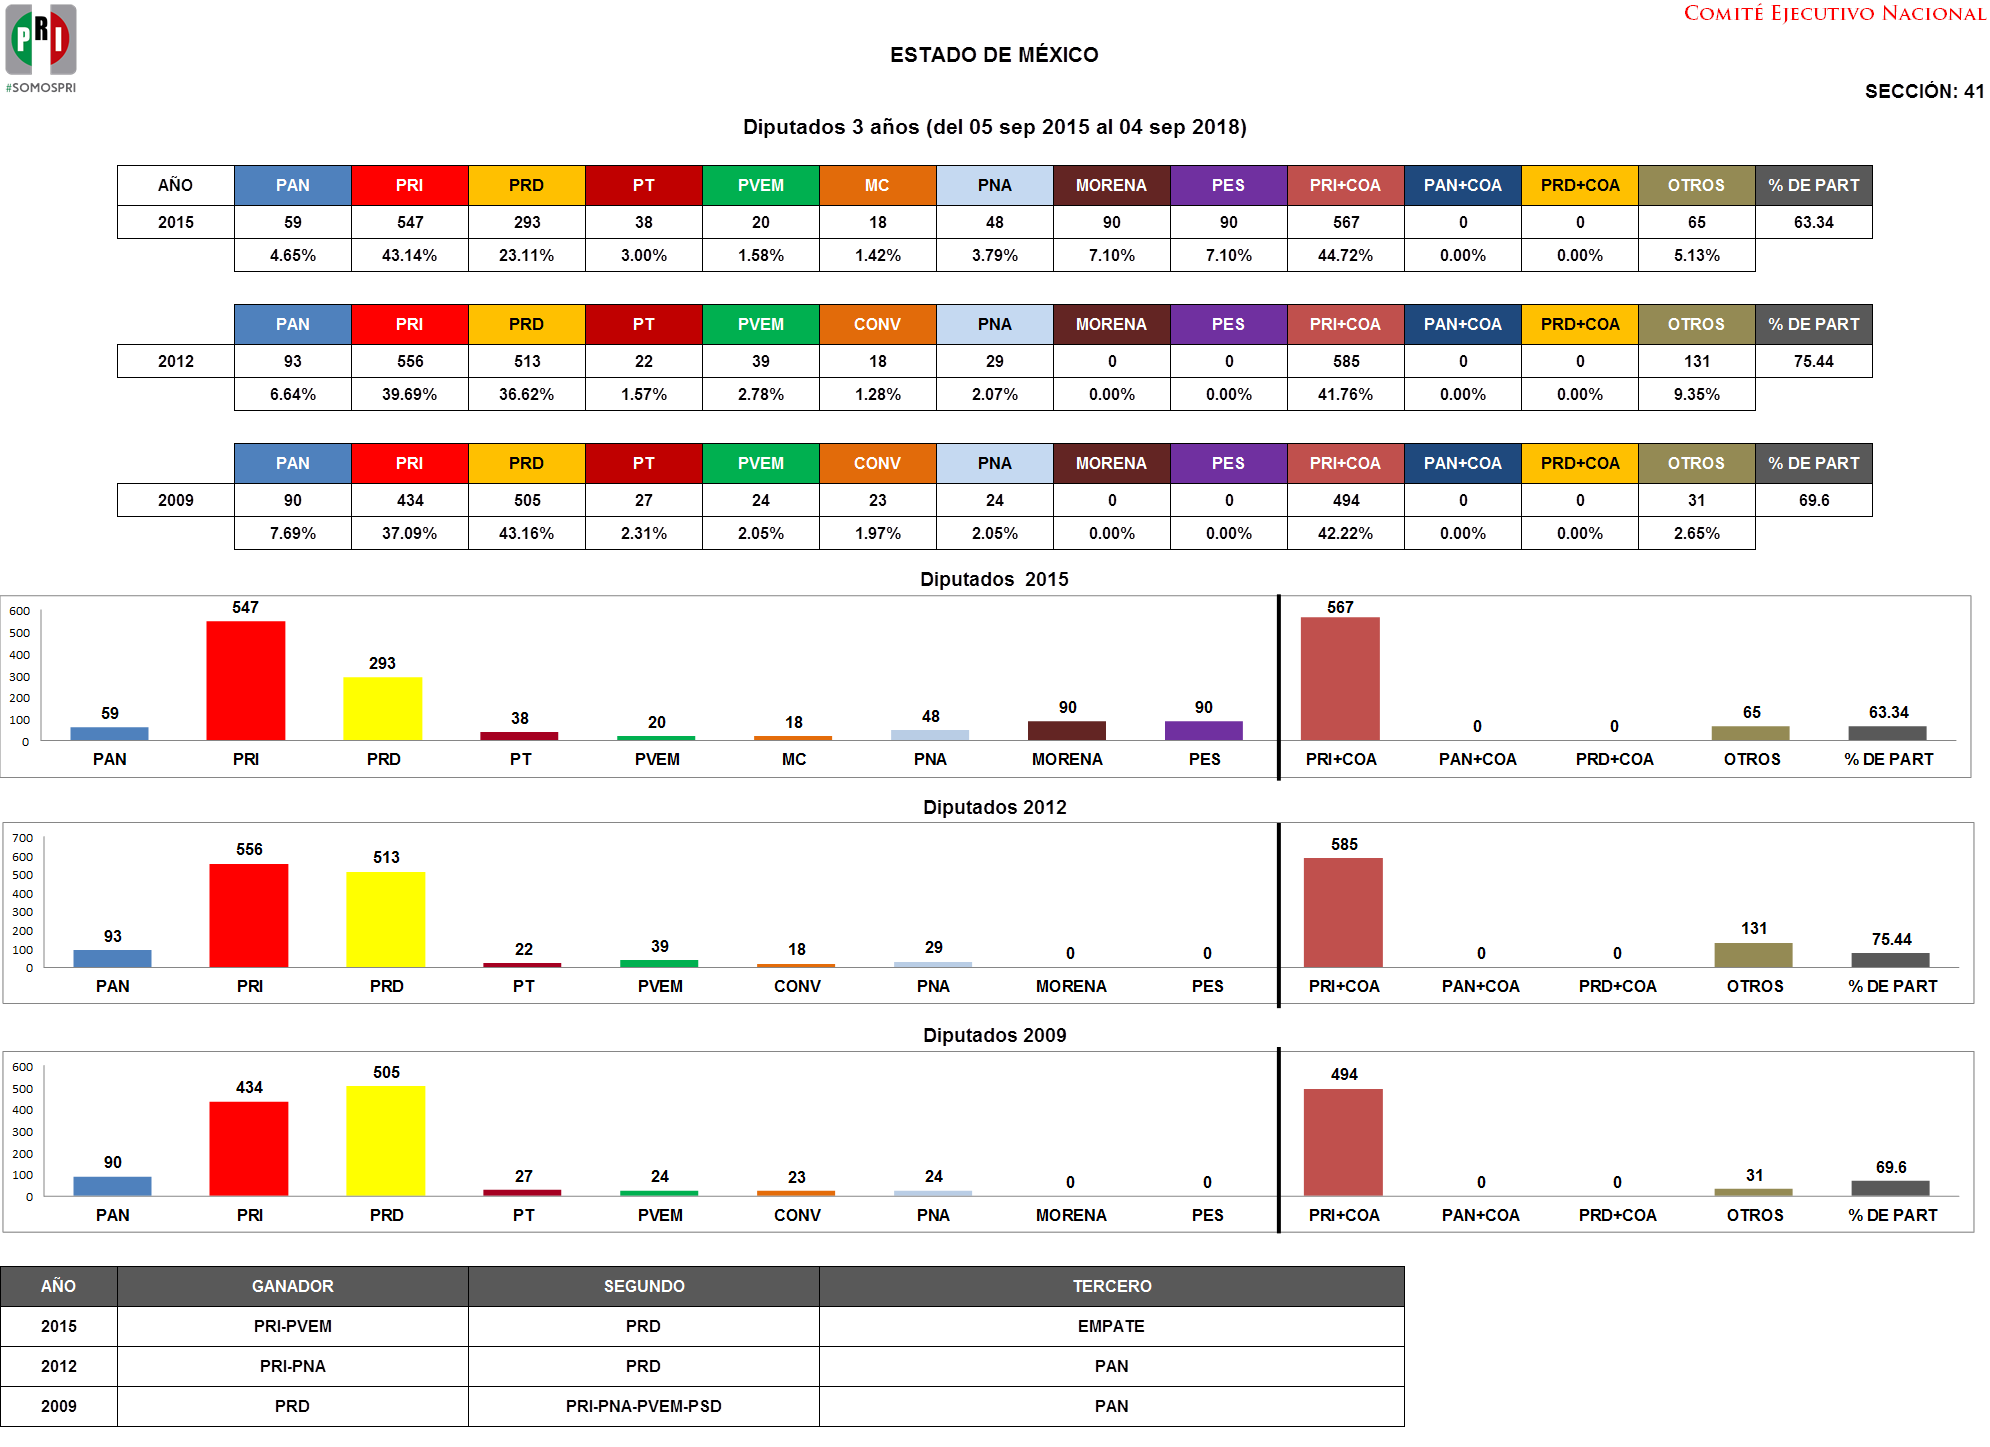 PRI
#SOMOSPRI
COMITÉ EJECUTIVO NACIONAL
ESTADO DE MÉXICO
SECCIÓN: 41
Diputados 3 años (del 05 sep 2015 al 04 sep 2018)
AÑO PAN PRI PRD PT PVEM MC PNA MORENA PES PRI+COA PAN+COA PRD+COA OTROS % DE PART
2015 59 547 293 38 20 18 48 90 90 567 0 0 65 63.34
4.65% 43.14% 23.11% 3.00% 1.58% 1.42% 3.79% 7.10% 7.10% 44.72% 0.00% 0.00% 5.13%
PAN PRI PRD PT PVEM CONV PNA MORENA PES PRI+COA PAN+COA PRD+COA OTROS % DE PART
2012 93 556 513 22 39 18 29 0 0 585 0 0 131 75.44
6.64% 39.69% 36.62% 1.57% 2.78% 1.28% 2.07% 0.00% 0.00% 41.76% 0.00% 0.00% 9.35%
PAN PRI PRD PT PVEM CONV PNA MORENA PES PRI+COA PAN+COA PRD+COA OTROS % DE PART
2009 90 434 505 27 24 23 24 0 0 494 0 0 31 69.6
7.69% 37.09% 43.16% 2.31% 2.05% 1.97% 2.05% 0.00% 0.00% 42.22% 0.00% 0.00% 2.65%
Diputados 2015
600
500
400
300
200
100
0
59 547 293 38 20 18 48 90 90 567 0 0 65 63.34
PAN PRI PRD PT PVEM MC PNA MORENA PES PRI+COA PAN+COA PRD+COA OTROS % DE PART
Diputados 2012
700
600
500
400
300
200
100
0
93 556 513 22 39 18 29 0 0 585 0 0 131 75.44
PAN PRI PRD PT PVEM CONV PNA MORENA PES PRI+COA PAN+COA PRD+COA OTROS % DE PART
Diputados 2009
600
500
400
300
200
100
0
90 434 505 27 24 23 24 0 0 494 0 0 31 69.6
PAN PRI PRD PT PVEM CONV PNA MORENA PES PRI+COA PAN+COA PRD+COA OTROS % DE PART
AÑO GANADOR SEGUNDO TERCERO
2015 PRI-PVEM PRD EMPATE
2012 PRI-PNA PRD PAN
2009 PRD PRI-PNA-PVEM-PSD PAN